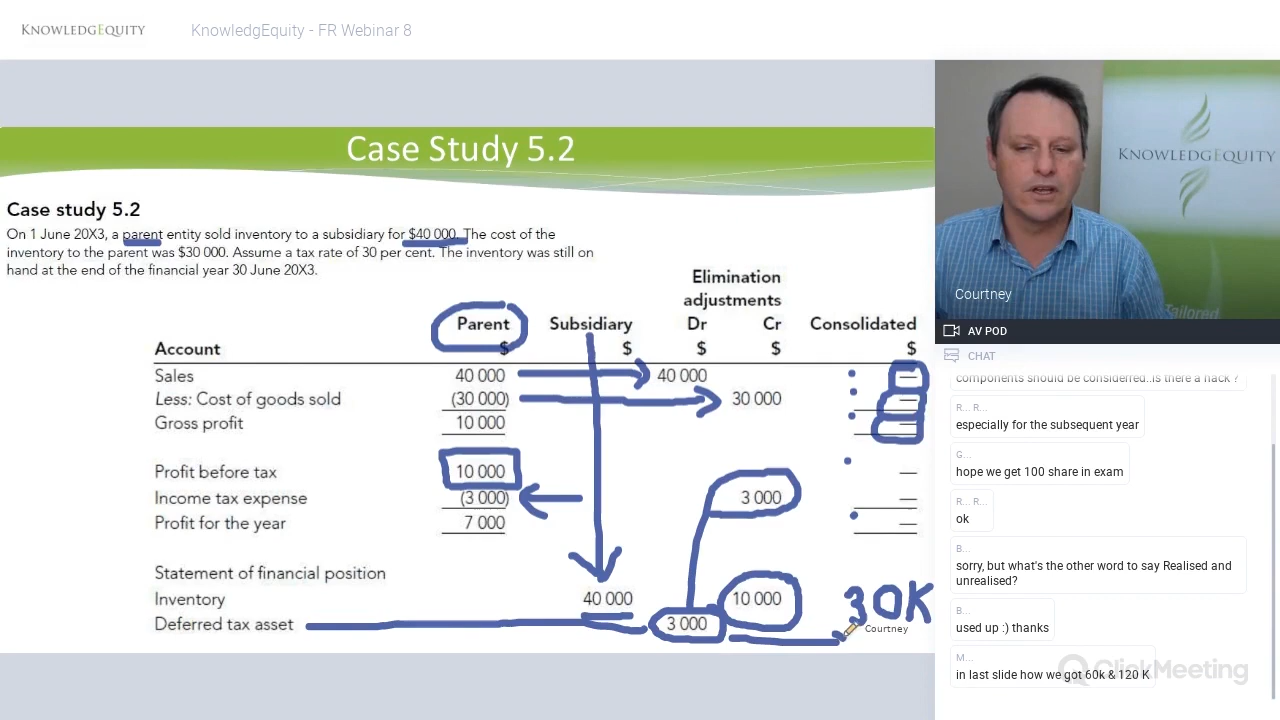 KNOWLEDGEQUITY
KnowledgEquity - FR Webinar 8
Case Study 5.2
Case study 5.2
On 1 June 20X3, a parent entity sold inventory to a subsidiary for $40 000. The cost of the
inventory to the parent was $30 000. Assume a tax rate of 30 per cent. The inventory was still on
hand at the end of the financial year 30 June 20X3.
Elimination
adjustments
Parent Subsidiary Dr Cr Consolidated
Account $ $ $ $ $
Sales 40 000 40 000 —
Less: Cost of goods sold (30 000) 30 000 —
Gross profit 10 000 —
Profit before tax 10 000 —
Income tax expense (3 000) 3 000 —
Profit for the year 7 000 —
Statement of financial position
Inventory 40 000 10 000 30K
Deferred tax asset 3 000
Courtney
KNOWLEDGEQUITY
Tailored
Courtney
AV POD
CHAT
components should be considerred..is there a hack ?
R... R...
especially for the subsequent year
G...
hope we get 100 share in exam
R... R...
ok
B...
sorry, but what's the other word to say Realised and
unrealised?
B...
used up :) thanks
M...
in last slide how we got 60k & 120 K
ClickMeeting